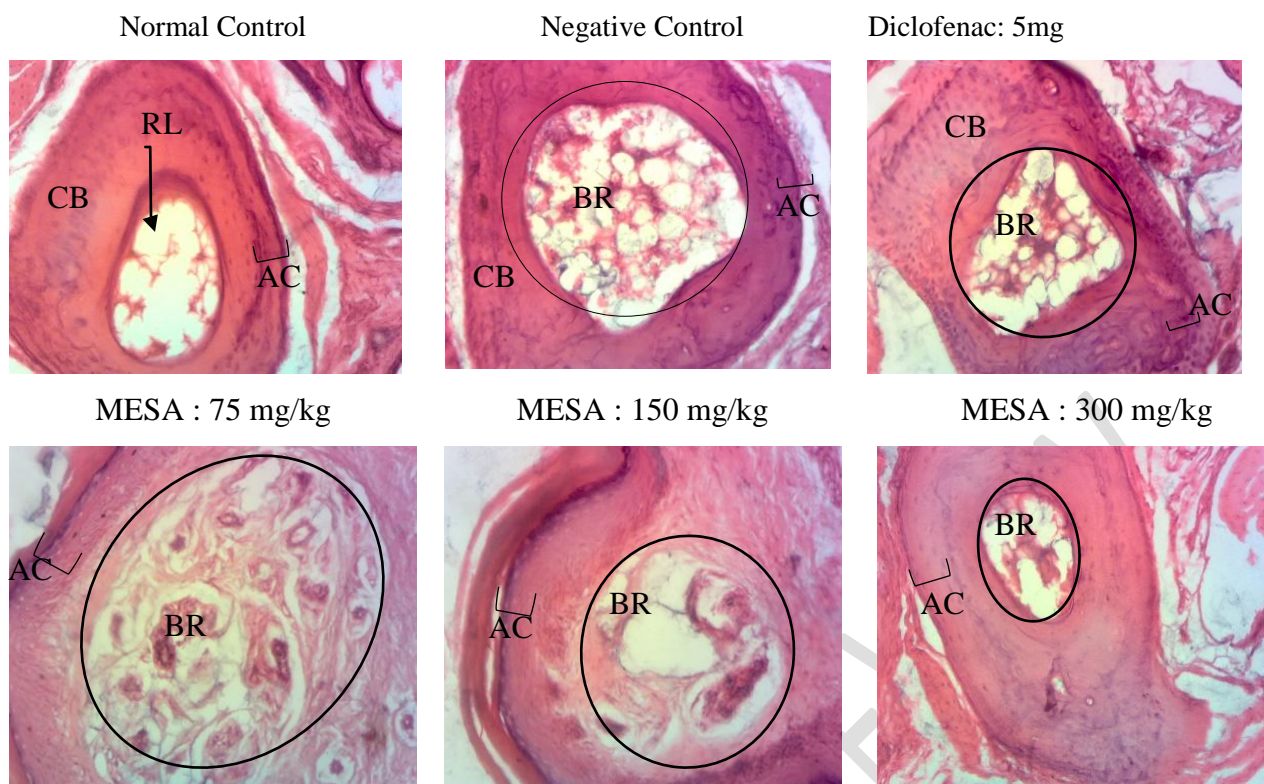 Normal Control
Negative Control
Diclofenac: 5mg
RL
CB
AC
BR
CB
AC
CB
BR
AC
MESA : 75 mg/kg
MESA : 150 mg/kg
MESA : 300 mg/kg
AC
BR
BR
AC
BR
AC